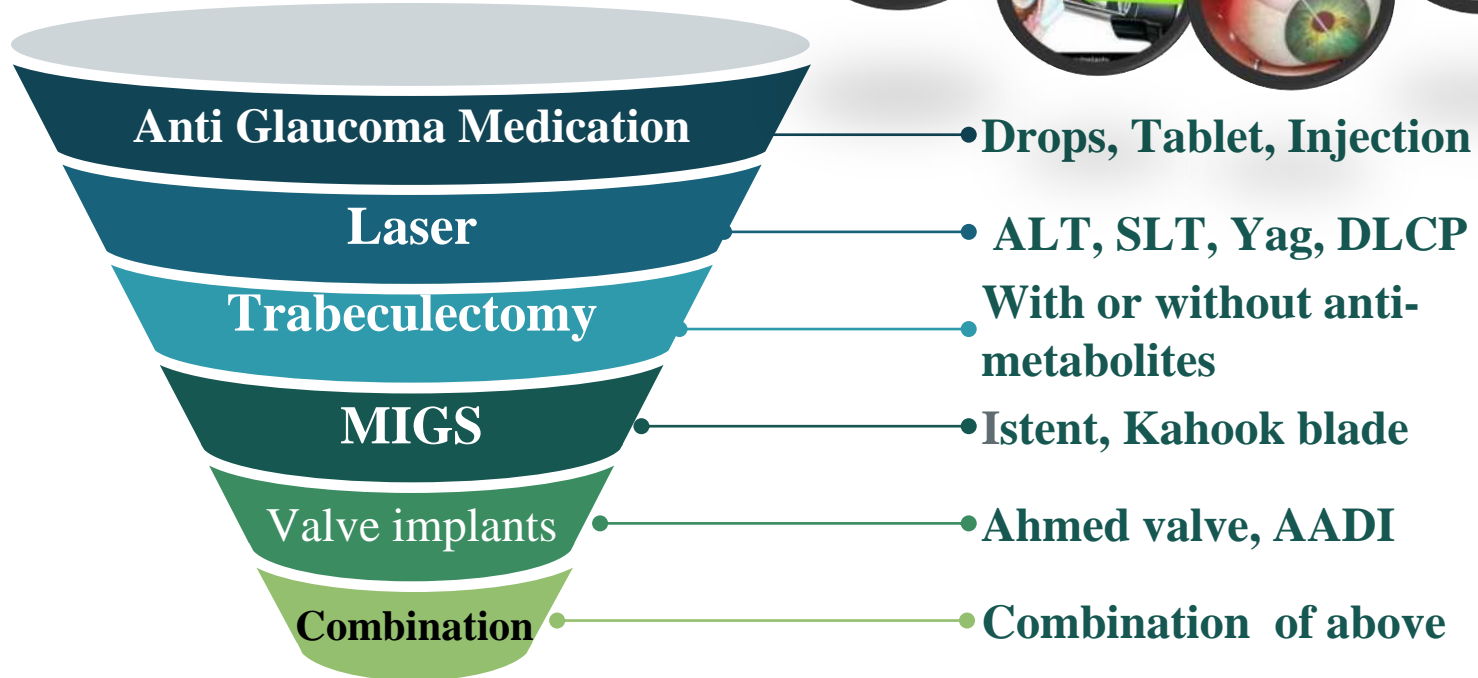 Anti Glaucoma Medication
Drops, Tablet, Injection
Laser
ALT, SLT, Yag, DLCP
Trabeculectomy
With or without anti-
metabolites
MIGS
Istent, Kahook blade
Valve implants
Ahmed valve, AADI
Combination
Combination of above